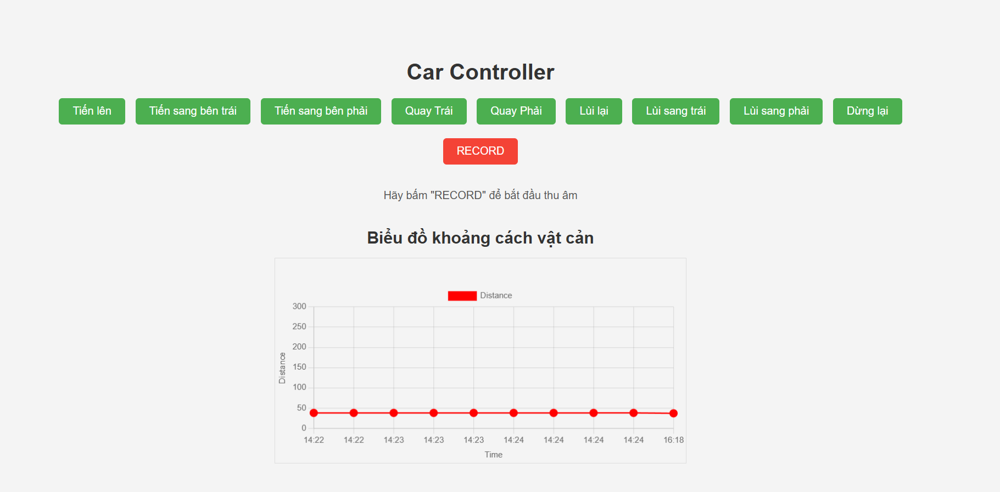 Car Controller
Tiến lên Tiến sang bên trái Tiến sang bên phải Quay Trái Quay Phải Lùi lại Lùi sang trái Lùi sang phải Dừng lại
RECORD
Hãy bấm "RECORD" để bắt đầu thu âm
Biểu đồ khoảng cách vật cản
Distance
300
250
200
150
100
50
0
Distance
14:22 14:22 14:23 14:23 14:23 14:24 14:24 14:24 14:24 16:18
Time